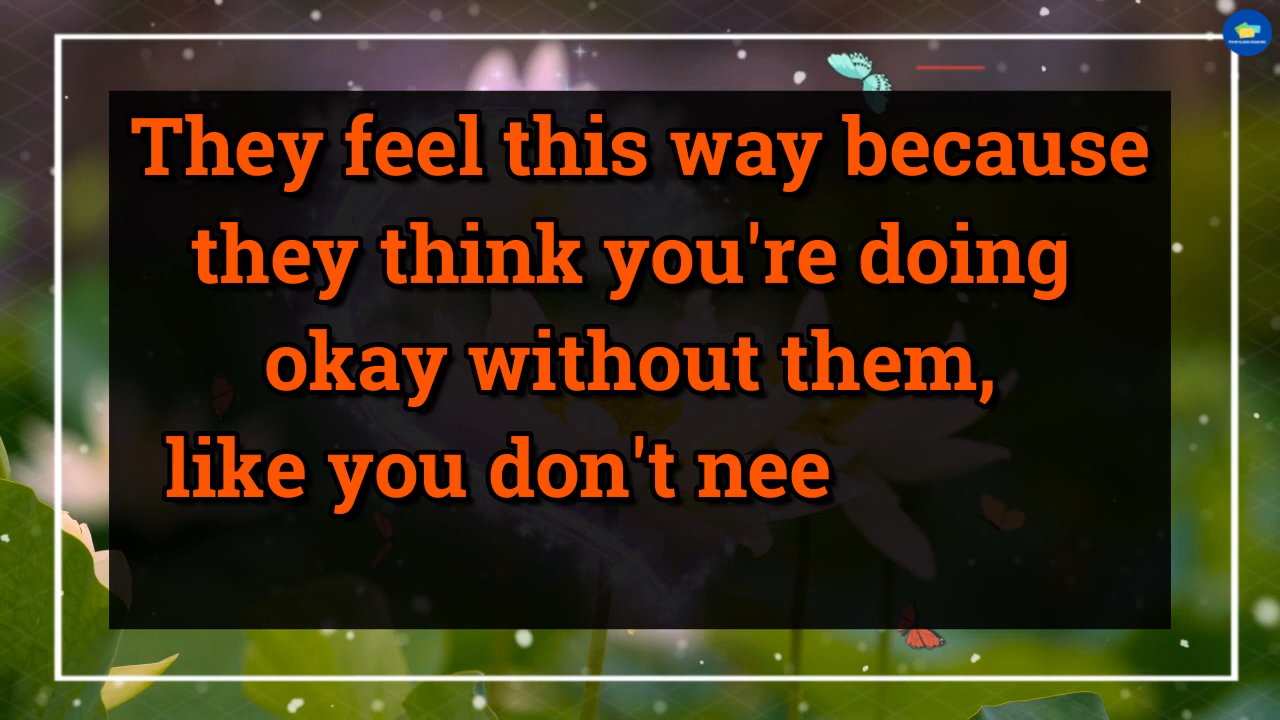 They feel this way because
they think you're doing
okay without them,
like you don't nee